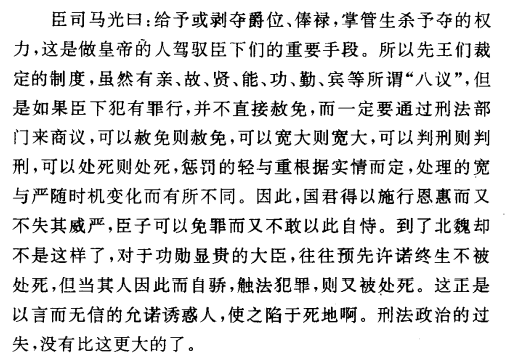 臣司马光曰:给予或剥夺爵位、俸禄,掌管生杀予夺的权
力,这是做皇帝的人驾驭臣下们的重要手段。所以先王们裁
定的制度,虽然有亲、故、贤、能、功、勤、宾等所谓“八议”,但
是如果臣下犯有罪行,并不直接赦免,而一定要通过刑法部
门来商议,可以赦免则赦免,可以宽大则宽大,可以判刑则判
刑,可以处死则处死,惩罚的轻与重根据实情而定,处理的宽
与严随时机变化而有所不同。因此,国君得以施行恩惠而又
不失其威严,臣子可以免罪而又不敢以此自恃。到了北魏却
不是这样了,对于功勋显贵的大臣,往往预先许诺终生不被
处死,但当其人因此而自骄,触法犯罪,则又被处死。这正是
以言而无信的允诺诱惑人,使之陷于死地啊。刑法政治的过
失,没有比这更大的了。